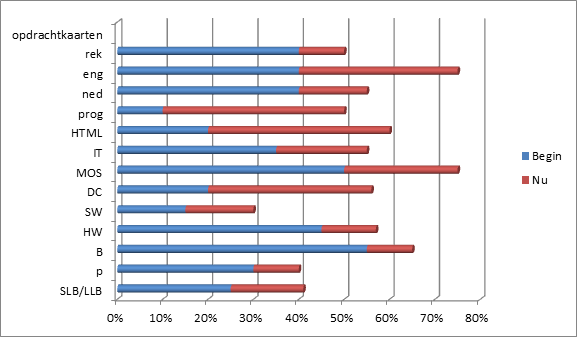 opdrachtkaarten
rek
eng
ned
prog
HTML
IT
MOS
DC
SW
HW
B
p
SLB/LLB
0% 10% 20% 30% 40% 50% 60% 70% 80%
Begin
Nu